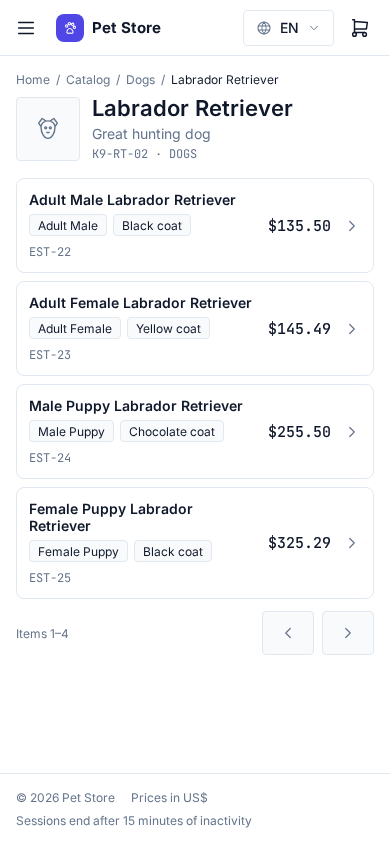 Pet Store
EN
Home / Catalog / Dogs / Labrador Retriever
Labrador Retriever
Great hunting dog
K9-RT-02 · DOGS
Adult Male Labrador Retriever
Adult Male Black coat
$135.50
EST-22
Adult Female Labrador Retriever
Adult Female Yellow coat
$145.49
EST-23
Male Puppy Labrador Retriever
Male Puppy Chocolate coat
$255.50
EST-24
Female Puppy Labrador
Retriever
Female Puppy Black coat
$325.29
EST-25
Items 1–4
© 2026 Pet Store Prices in US$
Sessions end after 15 minutes of inactivity